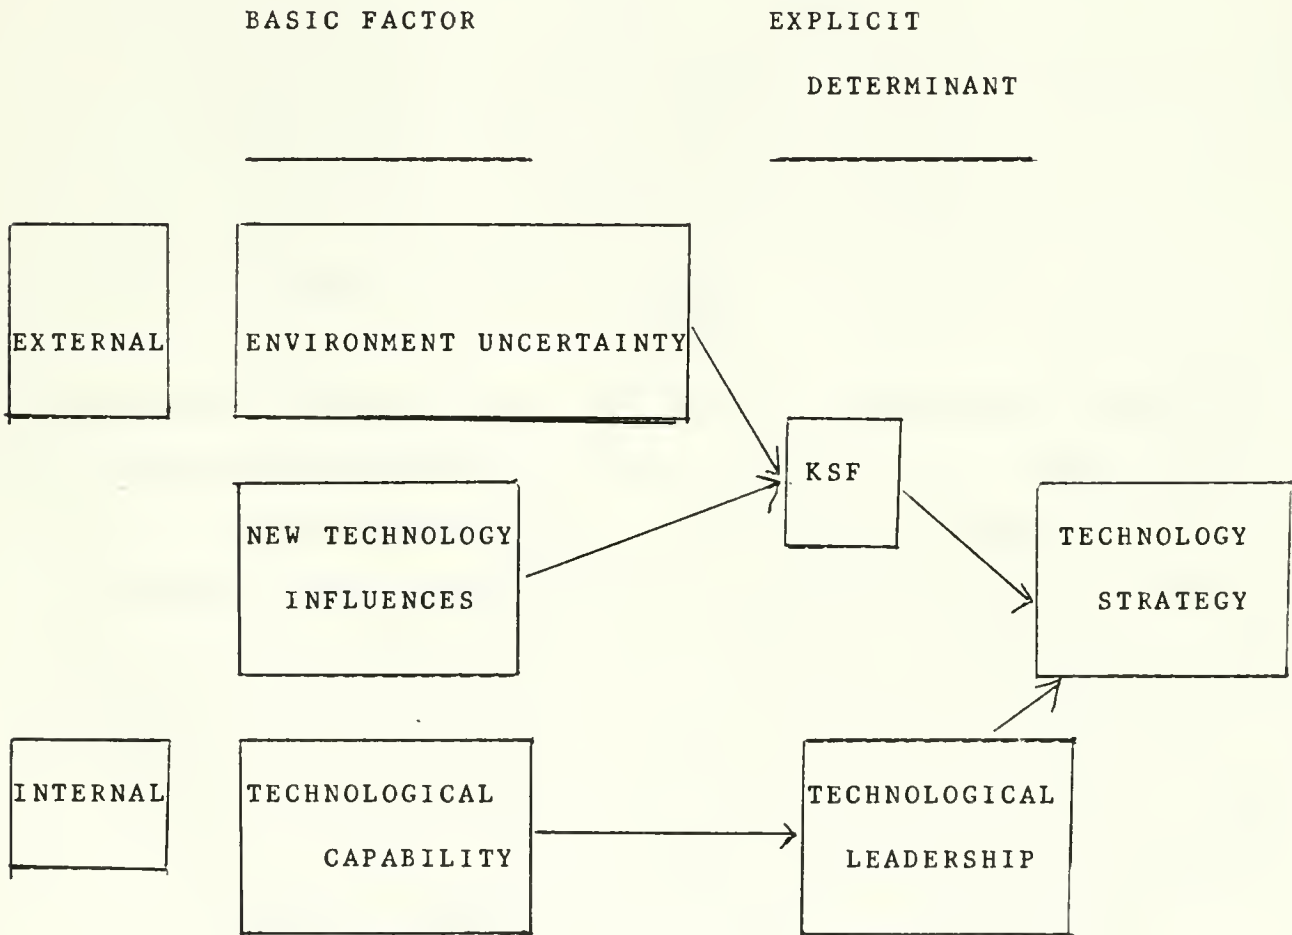 BASIC FACTOR
EXPLICIT
DETERMINANT
EXTERNAL
ENVIRONMENT UNCERTAINTY
KSF
NEW TECHNOLOGY
INFLUENCES
TECHNOLOGY
STRATEGY
INTERNAL
TECHNOLOGICAL
CAPABILITY
TECHNOLOGICAL
LEADERSHIP